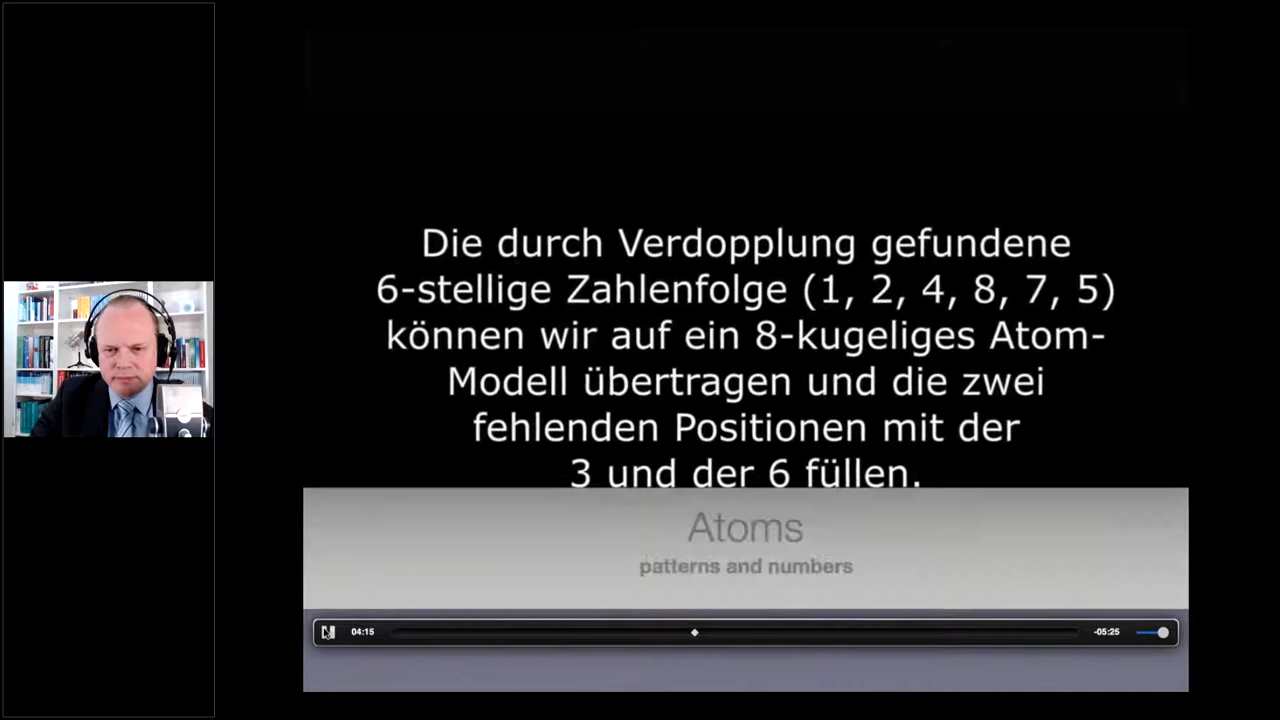 Die durch Verdopplung gefundene
6-stellige Zahlenfolge (1, 2, 4, 8, 7, 5)
können wir auf ein 8-kugeliges Atom-
Modell übertragen und die zwei
fehlenden Positionen mit der
3 und der 6 füllen.
Atoms
patterns and numbers
04:15
-05:25